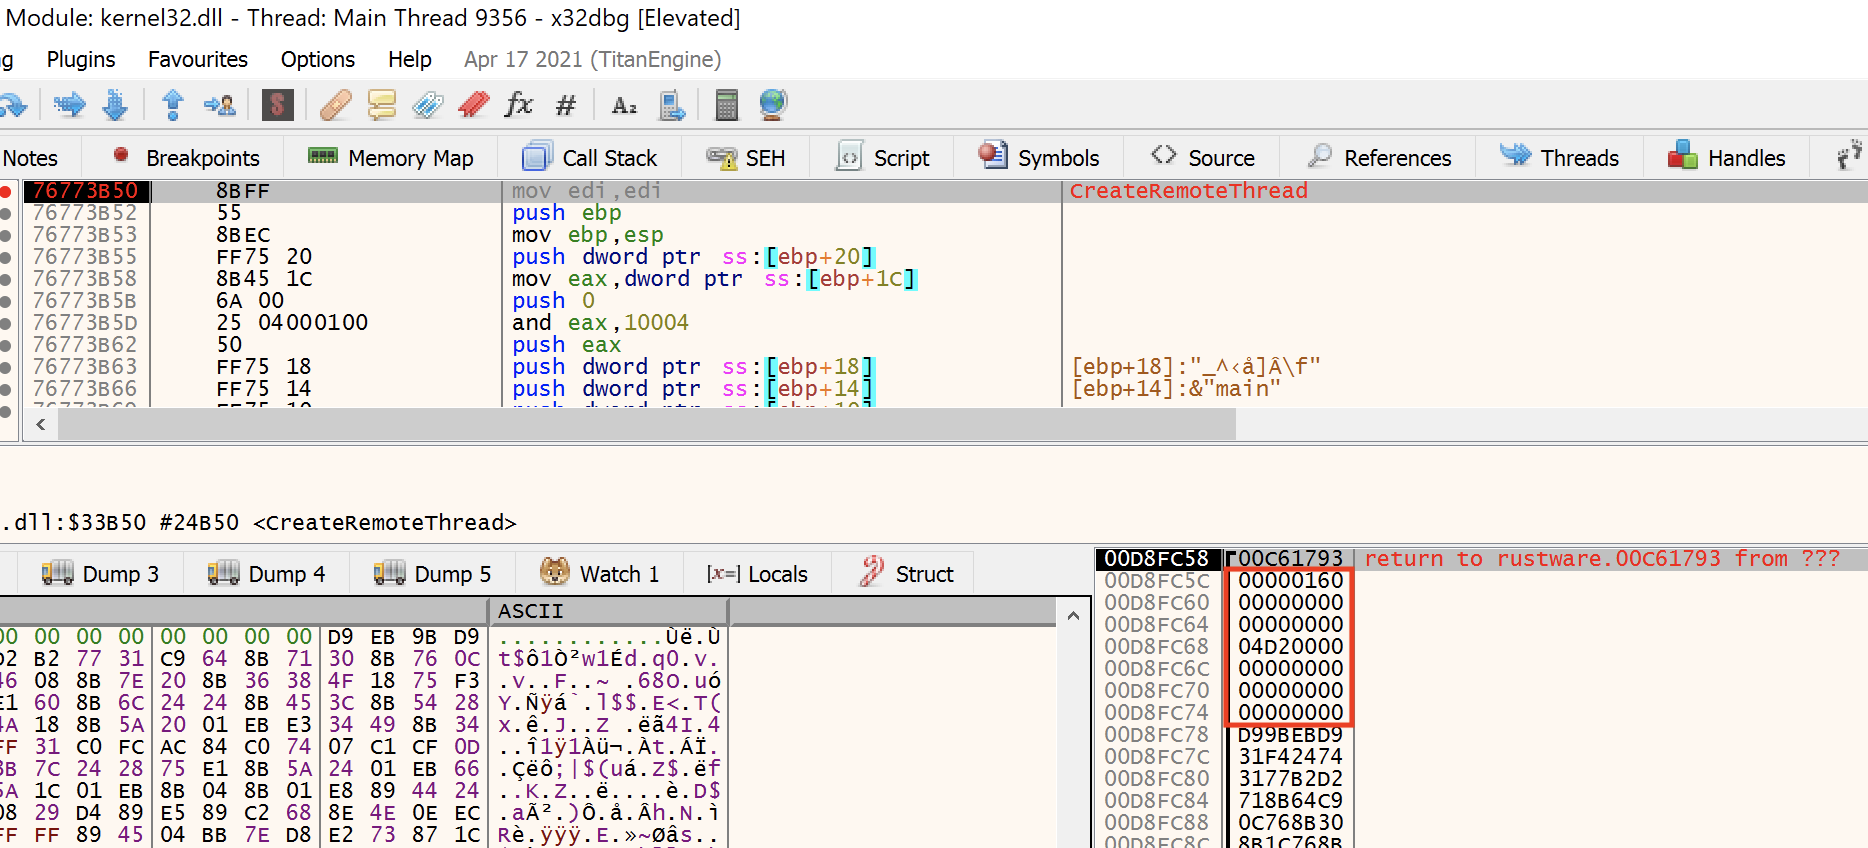 Module: kernel32.dll - Thread: Main Thread 9356 - x32dbg [Elevated]
g Plugins Favourites Options Help Apr 17 2021 (TitanEngine)
fx # Az
Notes Breakpoints Memory Map Call Stack SEH Script Symbols Source References Threads Handles
76773B50 8BFF mov edi,edi CreateRemoteThread
76773B52 55 push ebp
76773B53 8BEC mov ebp,esp
76773B55 FF75 20 push dword ptr ss:[ebp+20]
76773B58 8B45 1C mov eax,dword ptr ss:[ebp+1C]
76773B5B 6A 00 push 0
76773B5D 25 04000100 and eax,10004
76773B62 50 push eax
76773B63 FF75 18 push dword ptr ss:[ebp+18] [ebp+18]:"_^‹å]Â\f"
76773B66 FF75 14 push dword ptr ss:[ebp+14] [ebp+14]:&"main"
.dll:$33B50 #24B50 <CreateRemoteThread>
Dump 3 Dump 4 Dump 5 Watch 1 [x=] Locals Struct
ASCII
00 00 00 00 00 00 00 00 D9 EB 9B D9 ............Ùë.Ù
D2 B2 77 31 C9 64 8B 71 30 8B 76 0C t$ô1Ò²w1Éd.q0.v.
46 08 8B 7E 20 8B 36 38 4F 18 75 F3 .v..F..~ .68O.uó
E1 60 8B 6C 24 24 8B 45 3C 8B 54 28 Y.Ñÿá`.l$$.E<.T(
4A 18 8B 5A 20 01 EB E3 34 49 8B 34 x.ê.J..Z .ëã4I.4
FF 31 C0 FC AC 84 C0 74 07 C1 CF 0D ..î1ÿ1Àü¬.Àt.ÁÏ.
3B 7C 24 28 75 E1 8B 5A 24 01 EB 66 .Çëô;|$(uá.Z$.ëf
5A 1C 01 EB 8B 04 8B 01 E8 89 44 24 ..K.Z..ë....è.D$
08 29 D4 89 E5 89 C2 68 8E 4E 0E EC .aÃ².)Ô.å.Âh.N.ì
FF FF 89 45 04 BB 7E D8 E2 73 87 1C Rè.ÿÿÿ.E.»~Øâs..
00D8FC58 00C61793 return to rustware.00C61793 from ???
00D8FC5C 00000160
00D8FC60 00000000
00D8FC64 00000000
00D8FC68 04D20000
00D8FC6C 00000000
00D8FC70 00000000
00D8FC74 00000000
00D8FC78 D99BEBD9
00D8FC7C 31F42474
00D8FC80 3177B2D2
00D8FC84 718B64C9
00D8FC88 0C768B30
00D8FC8C 8B1C768B